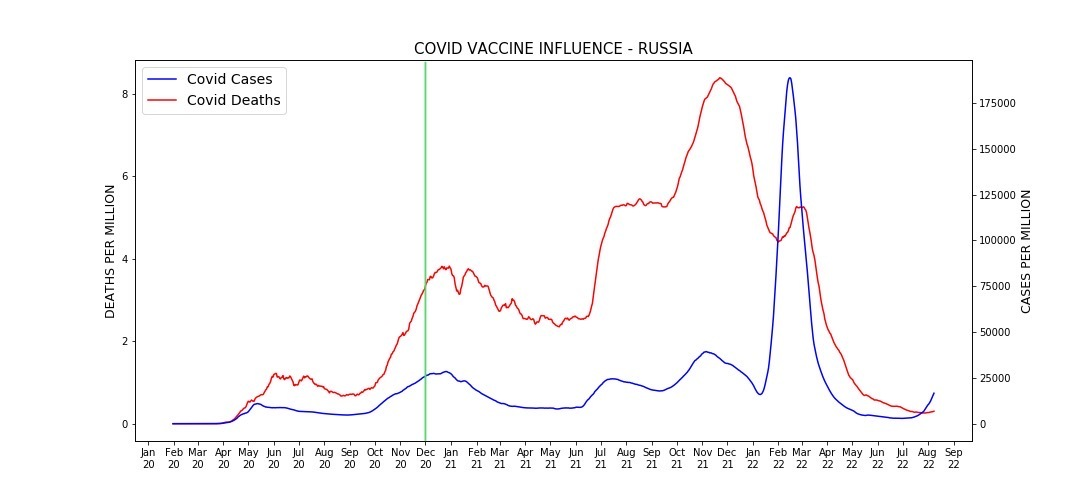 COVID VACCINE INFLUENCE - RUSSIA
Covid Cases
Covid Deaths
DEATHS PER MILLION
8
6
4
2
0
CASES PER MILLION
175000
150000
125000
100000
75000
50000
25000
0
Jan Feb Mar Apr May Jun Jul Aug Sep Oct Nov Dec Jan Feb Mar Apr May Jun Jul Aug Sep Oct Nov Dec Jan Feb Mar Apr May Jun Jul Aug Sep
20 20 20 20 20 20 20 20 20 20 20 20 21 21 21 21 21 21 21 21 21 21 21 21 22 22 22 22 22 22 22 22 22